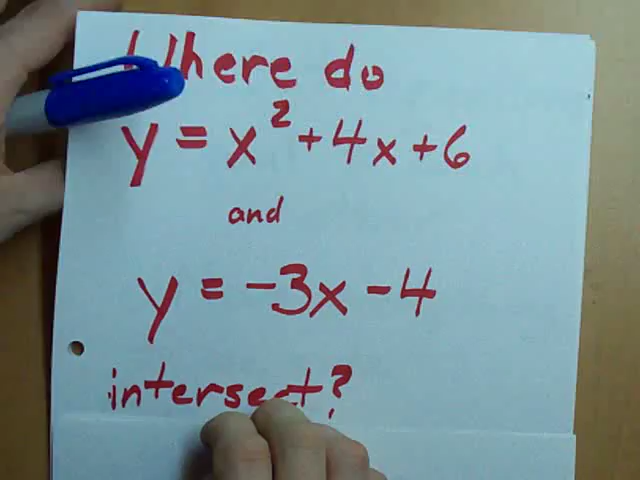 Where do
y = x² + 4x + 6
and
y = -3x - 4
intersect?